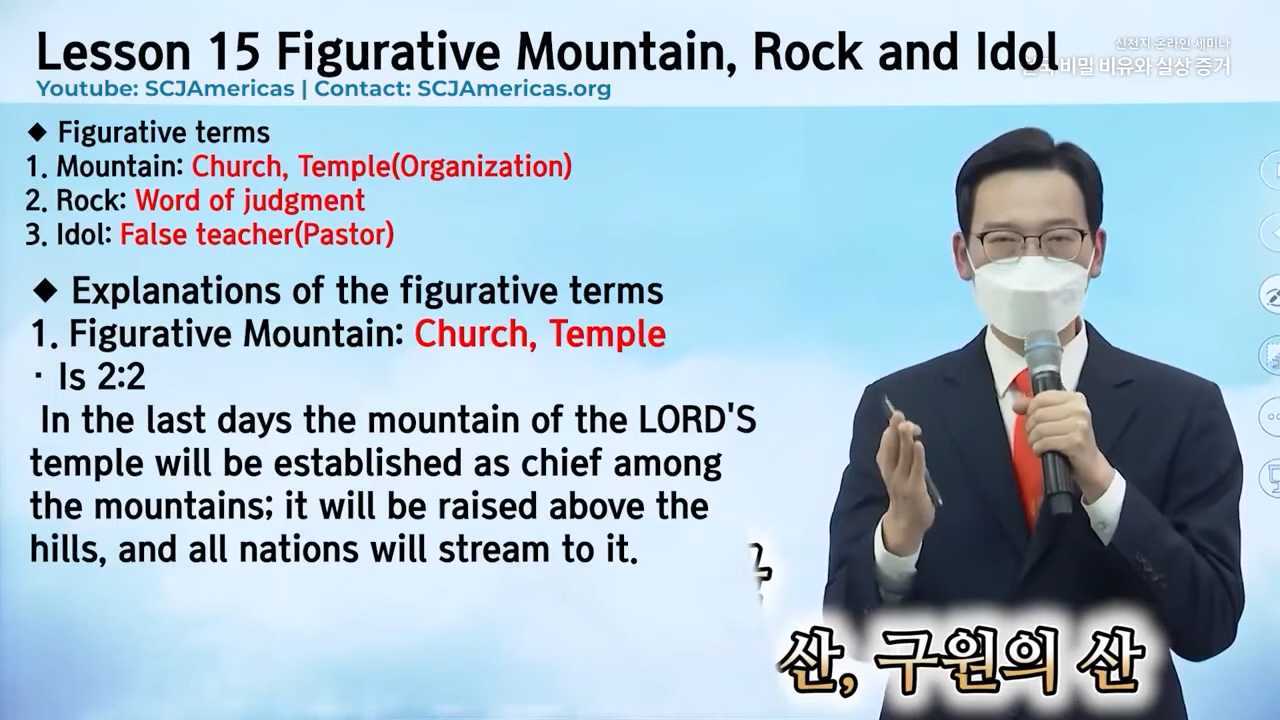 Lesson 15 Figurative Mountain, Rock and Idol
신천지 온라인 세미나
비밀 비유와 실상 증거
Youtube: SCJAmericas | Contact: SCJAmericas.org
◆ Figurative terms
1. Mountain: Church, Temple(Organization)
2. Rock: Word of judgment
3. Idol: False teacher(Pastor)
◆ Explanations of the figurative terms
1. Figurative Mountain: Church, Temple
· Is 2:2
In the last days the mountain of the LORD'S
temple will be established as chief among
the mountains; it will be raised above the
hills, and all nations will stream to it.
산, 구원의 산